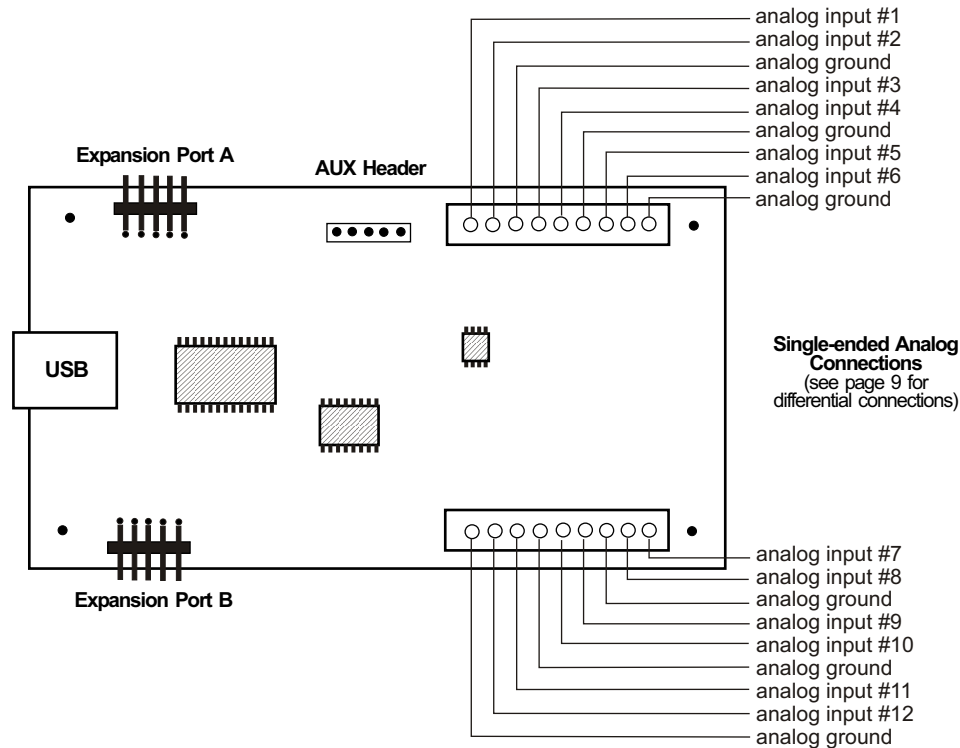 analog input #1
analog input #2
analog ground
analog input #3
analog input #4
analog ground
analog input #5
analog input #6
analog ground
Expansion Port A
AUX Header
USB
Single-ended Analog
Connections
(see page 9 for
differential connections)
Expansion Port B
analog input #7
analog input #8
analog ground
analog input #9
analog input #10
analog ground
analog input #11
analog input #12
analog ground